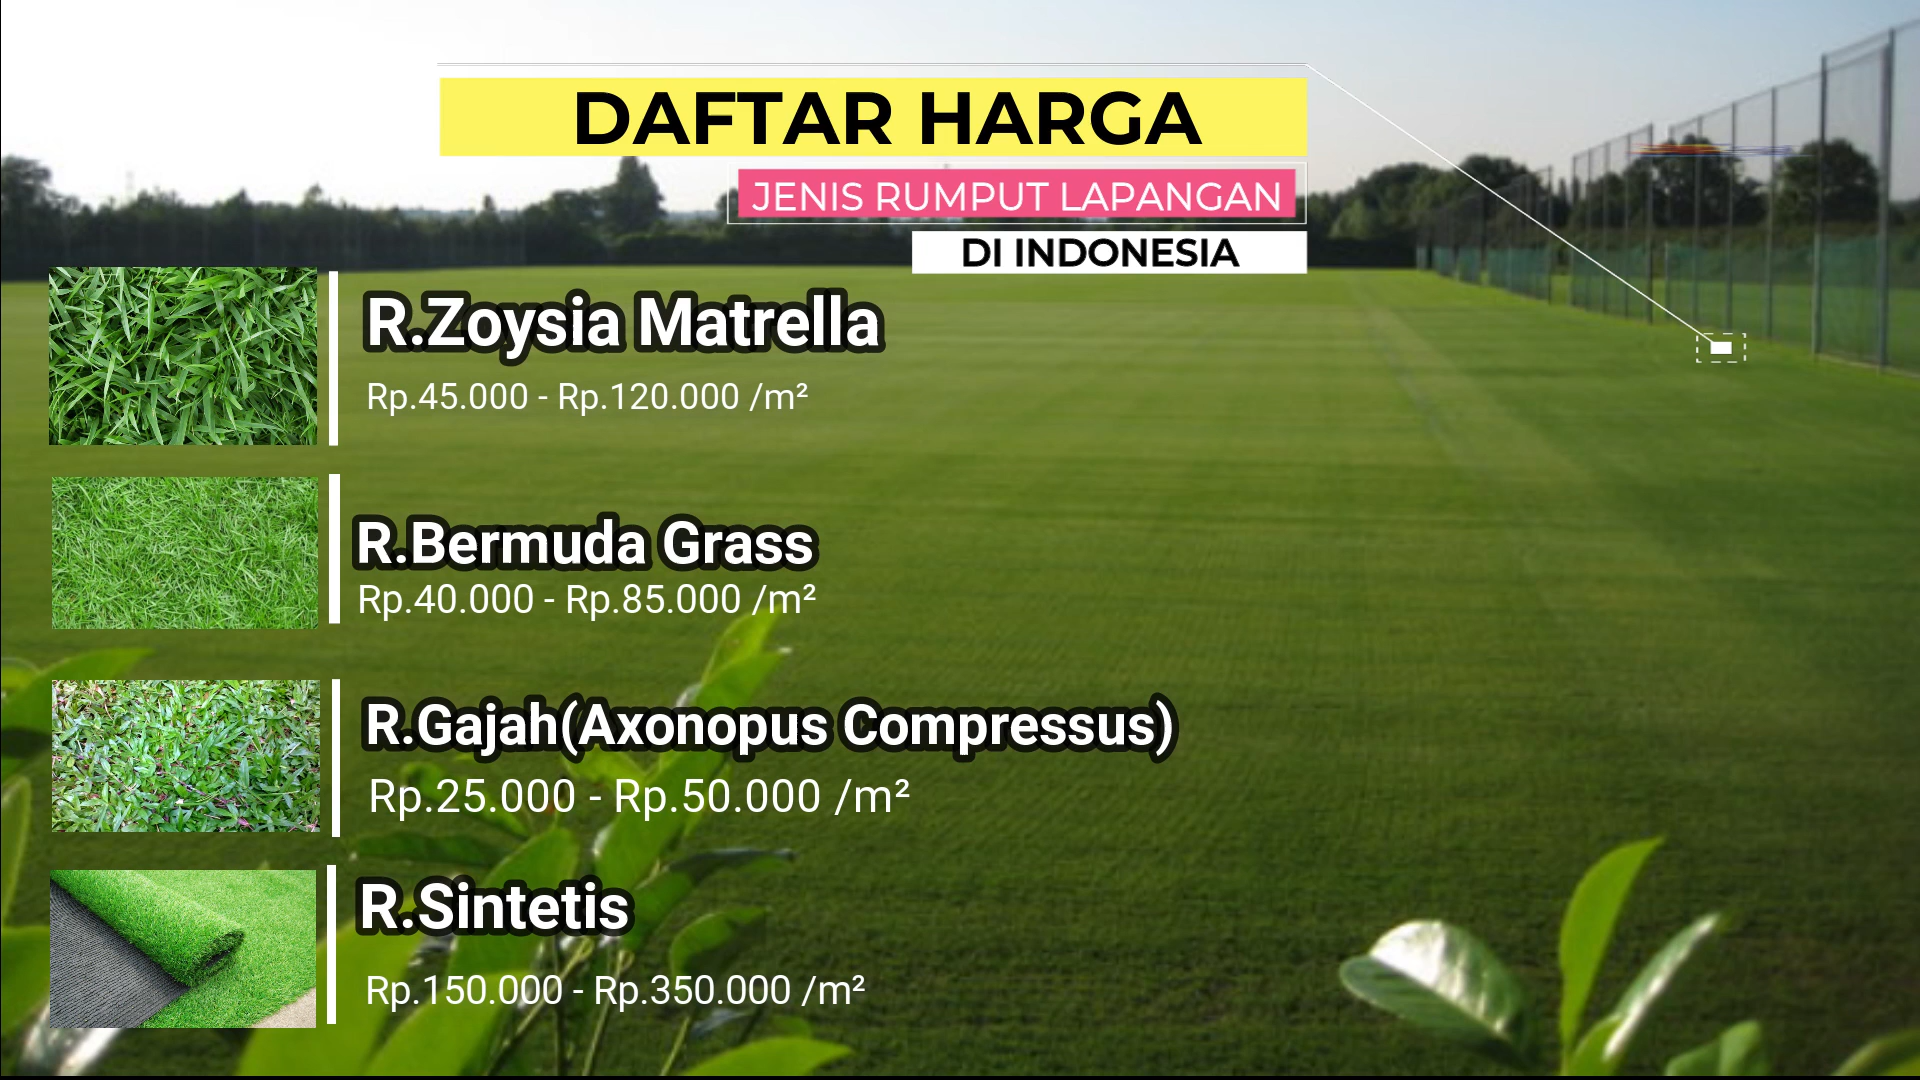 DAFTAR HARGA
JENIS RUMPUT LAPANGAN
DI INDONESIA
R.Zoysia Matrella
Rp.45.000 - Rp.120.000 /m²
R.Bermuda Grass
Rp.40.000 - Rp.85.000 /m²
R.Gajah(Axonopus Compressus)
Rp.25.000 - Rp.50.000 /m²
R.Sintetis
Rp.150.000 - Rp.350.000 /m²